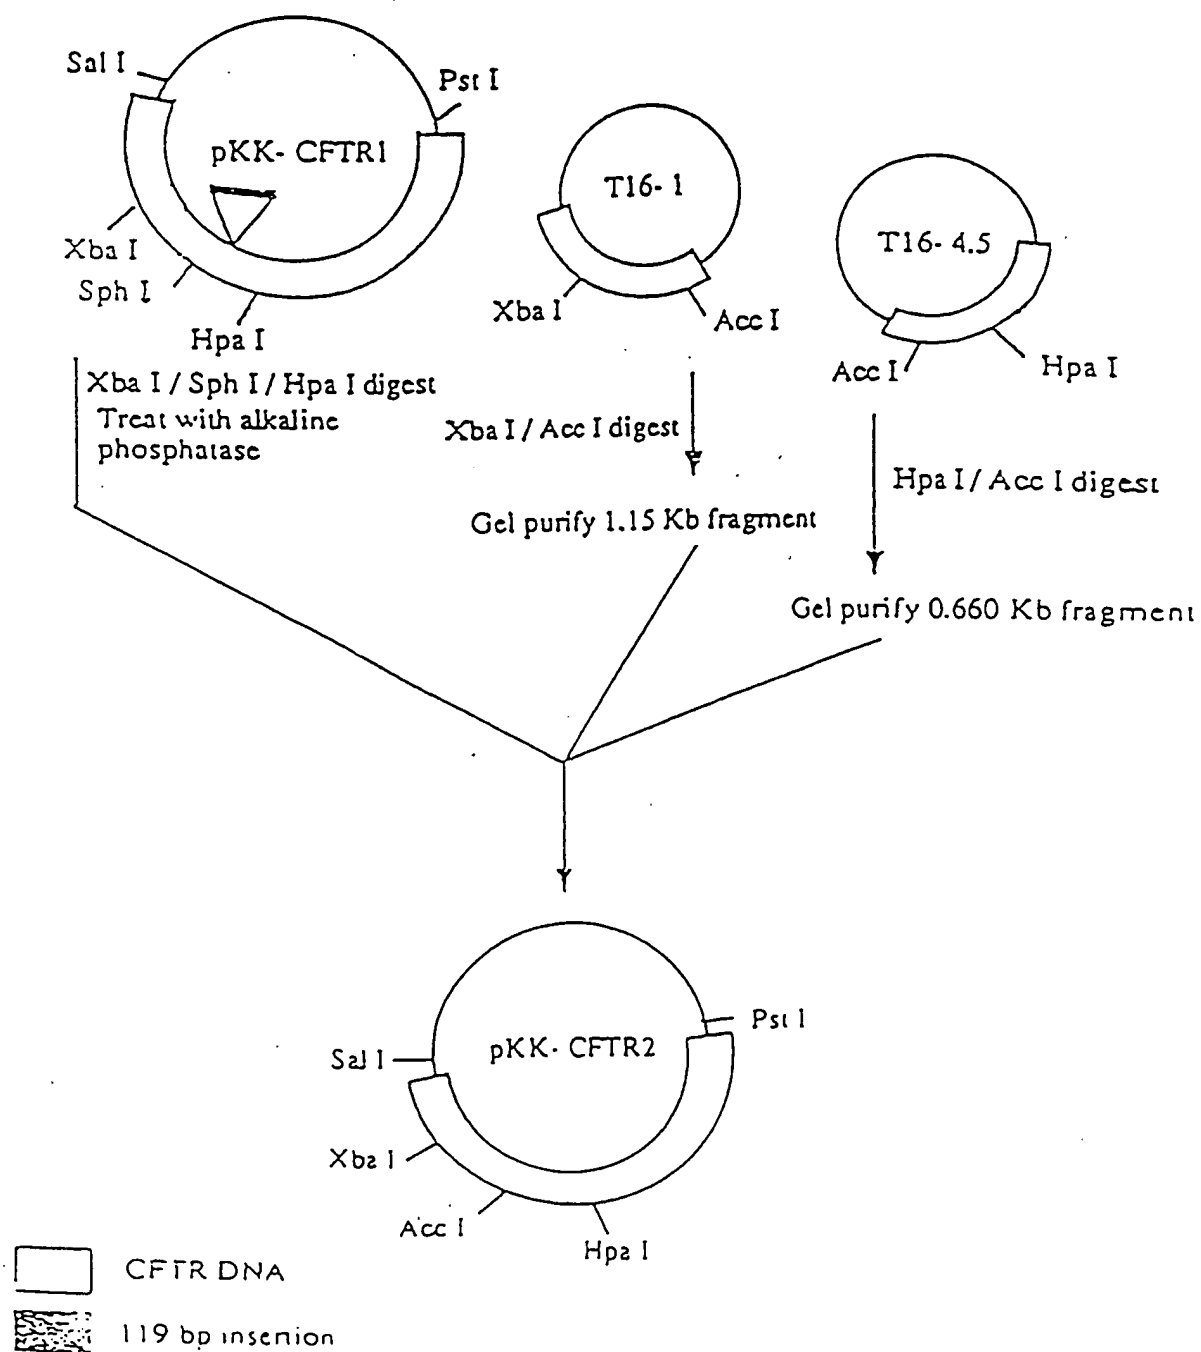 Sal I
Pst I
pKK- CFTR1
Xba I
Sph I
Hpa I
T16- 1
Xba I
Acc I
T16- 4.5
Acc I
Hpa I
Xba I / Sph I / Hpa I digest
Treat with alkaline
phosphatase
Xba I / Acc I digest
Hpa I / Acc I digest
Gel purify 1.15 Kb fragment
Gel purify 0.660 Kb fragment
Sal I
Pst I
pKK- CFTR2
Xba I
Acc I
Hpa I
CFTR DNA
119 bp insertion